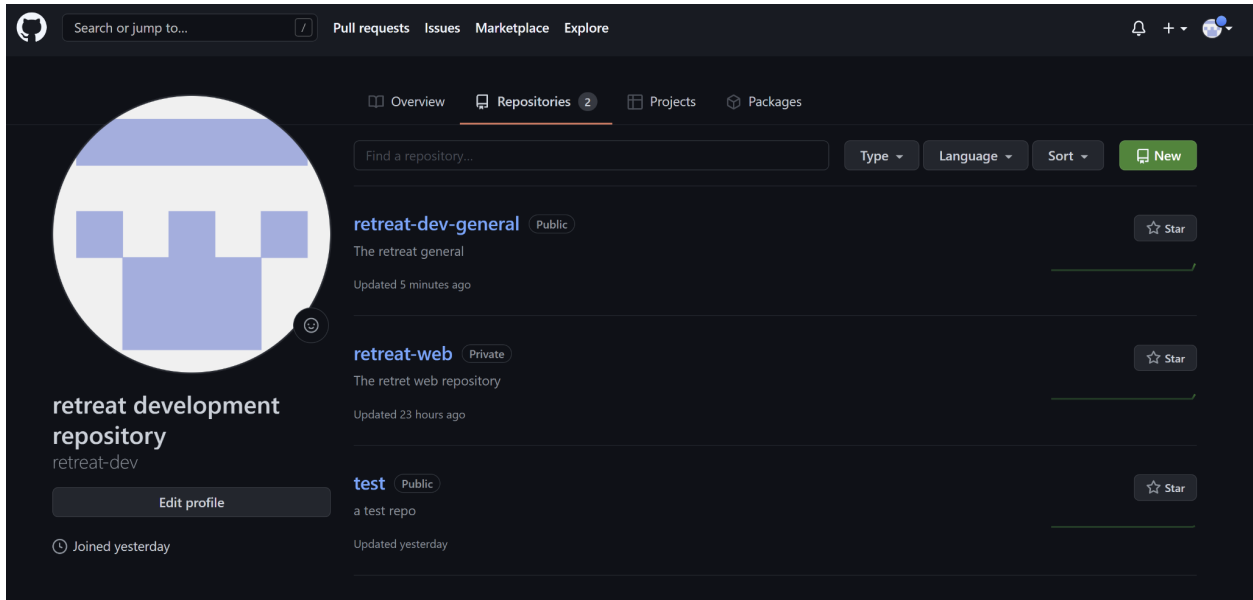 Search or jump to... /
Pull requests Issues Marketplace Explore
Overview Repositories 2 Projects Packages
Find a repository...
Type Language Sort New
retreat-dev-general Public
Star
The retreat general
Updated 5 minutes ago
retreat-web Private
Star
The retret web repository
Updated 23 hours ago
test Public
Star
a test repo
Updated yesterday
retreat development
repository
retreat-dev
Edit profile
Joined yesterday